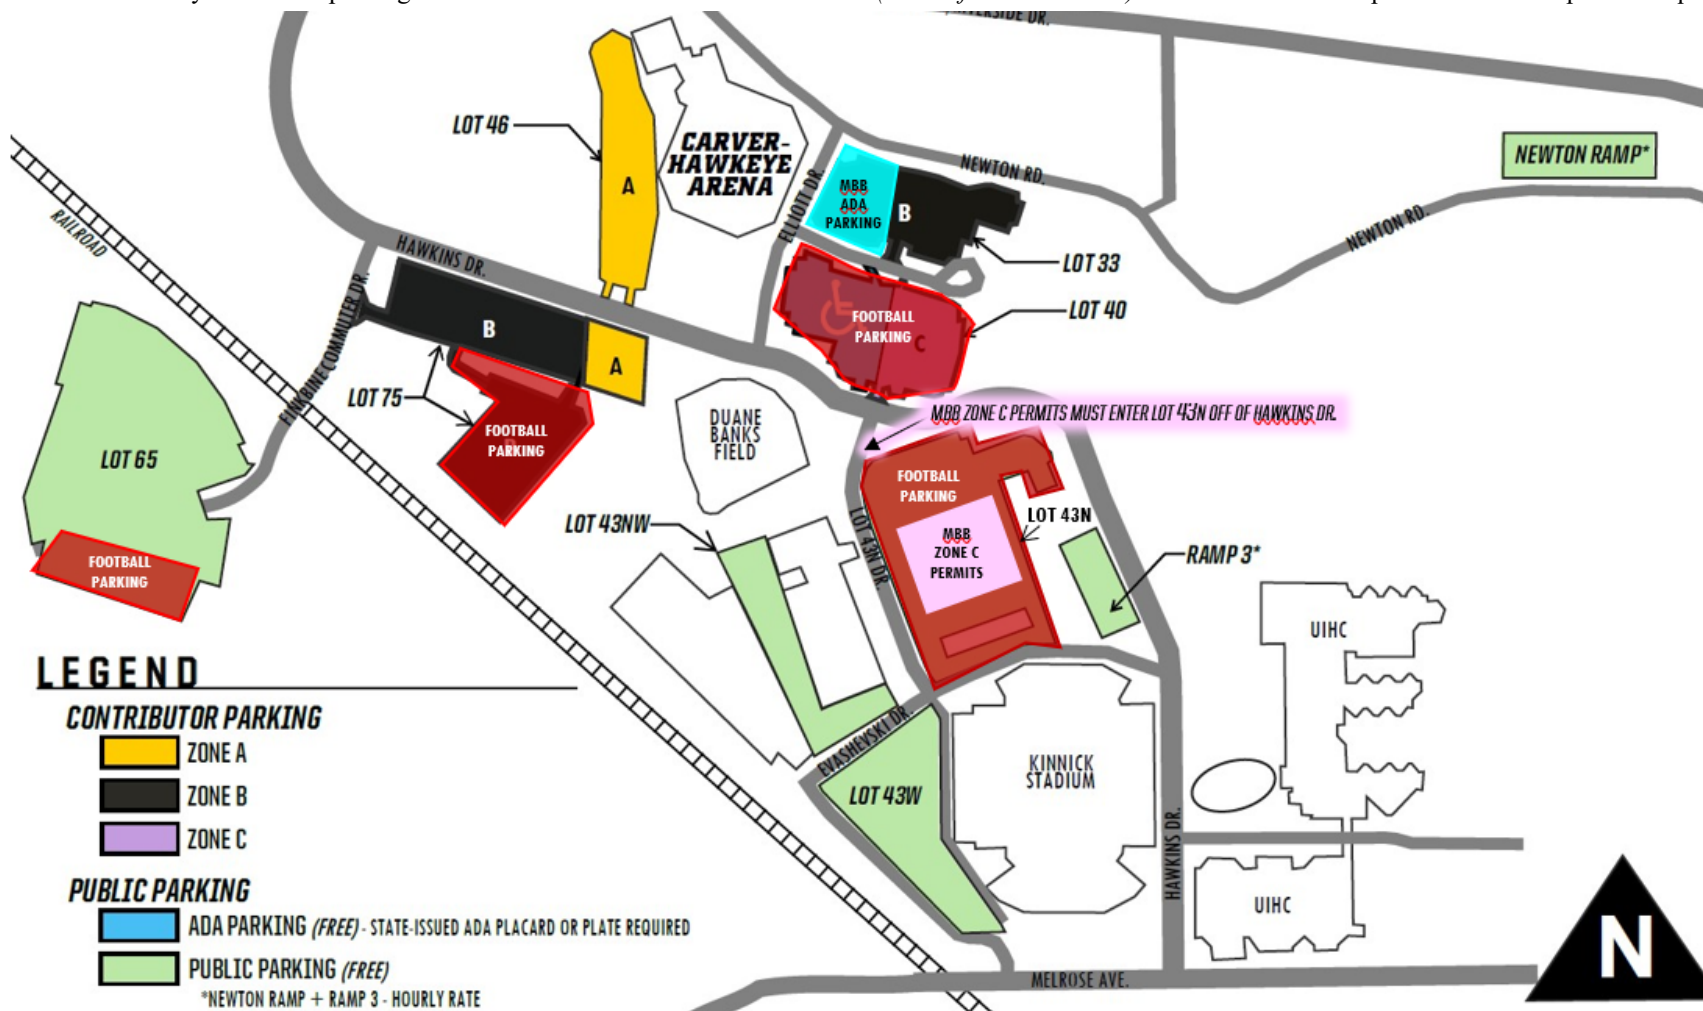 RIVERSIDE DR.
LOT 46
CARVER-
HAWKEYE
ARENA
A
ELLIOTT DR.
MBB
ADA
PARKING
B
NEWTON RD.
NEWTON RAMP*
NEWTON RD.
LOT 33
RAILROAD
HAWKINS DR.
FINKBINE COMMUTER DR.
B
A
LOT 40
FOOTBALL
PARKING
C
LOT 75
FOOTBALL
PARKING
DUANE
BANKS
FIELD
MBB ZONE C PERMITS MUST ENTER LOT 43N OFF OF HAWKINS DR.
LOT 65
FOOTBALL
PARKING
LOT 43NW
LOT 43N DR.
FOOTBALL
PARKING
MBB
ZONE C
PERMITS
LOT 43N
RAMP 3*
UIHC
EVASHEVSKI DR.
LOT 43W
KINNICK
STADIUM
HAWKINS DR.
UIHC
MELROSE AVE.
N
LEGEND
CONTRIBUTOR PARKING
ZONE A
ZONE B
ZONE C
PUBLIC PARKING
ADA PARKING (FREE) - STATE-ISSUED ADA PLACARD OR PLATE REQUIRED
PUBLIC PARKING (FREE)
*NEWTON RAMP + RAMP 3 - HOURLY RATE